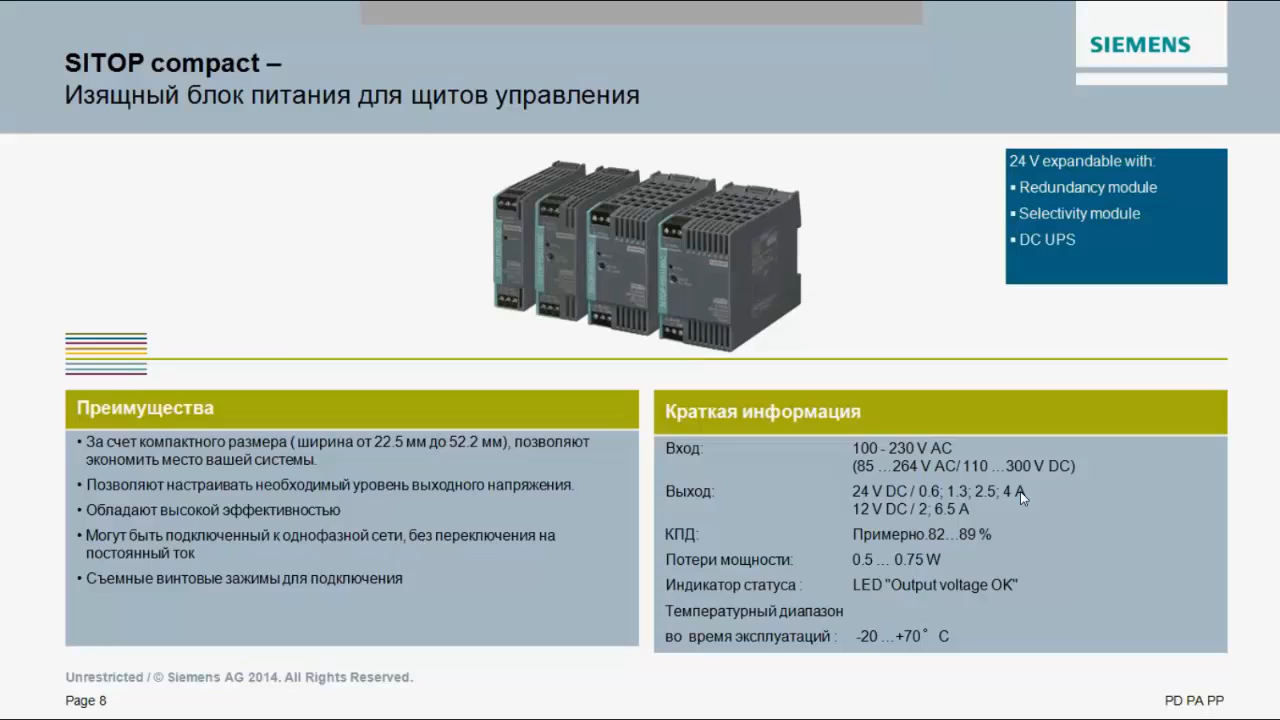 SIEMENS
SITOP compact –
Изящный блок питания для щитов управления
24 V expandable with:
▪ Redundancy module
▪ Selectivity module
▪ DC UPS
Преимущества
• За счет компактного размера ( ширина от 22.5 мм до 52.2 мм), позволяют
экономить место вашей системы.
• Позволяют настраивать необходимый уровень выходного напряжения.
• Обладают высокой эффективностью
• Могут быть подключенный к однофазной сети, без переключения на
постоянный ток
• Съемные винтовые зажимы для подключения
Краткая информация
Вход: 100 - 230 V AC
(85 …264 V AC/ 110 …300 V DC)
Выход: 24 V DC / 0.6; 1.3; 2.5; 4 A
12 V DC / 2; 6.5 A
КПД: Примерно.82…89 %
Потери мощности: 0.5 … 0.75 W
Индикатор статуса : LED "Output voltage OK"
Температурный диапазон
во время эксплуатаций : -20 …+70° C
Unrestricted / © Siemens AG 2014. All Rights Reserved.
Page 8
PD PA PP